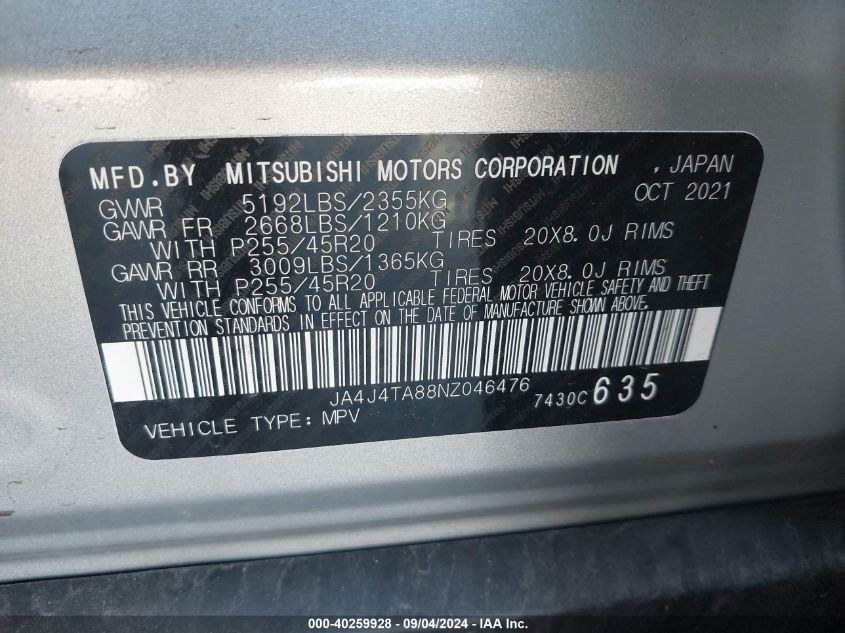 MFD.BY MITSUBISHI MOTORS CORPORATION , JAPAN
GVWR 5192LBS/2355KG OCT 2021
GAWR FR 2668LBS/1210KG
WITH P255/45R20 TIRES 20X8.0J RIMS
GAWR RR 3009LBS/1365KG
WITH P255/45R20 TIRES 20X8.0J RIMS
THIS VEHICLE CONFORMS TO ALL APPLICABLE FEDERAL MOTOR VEHICLE SAFETY AND THEFT
PREVENTION STANDARDS IN EFFECT ON THE DATE OF MANUFACTURE SHOWN ABOVE.
JA4J4TA88NZ046476 7430C 635
VEHICLE TYPE: MPV
000-40259928 - 09/04/2024 - IAA Inc.